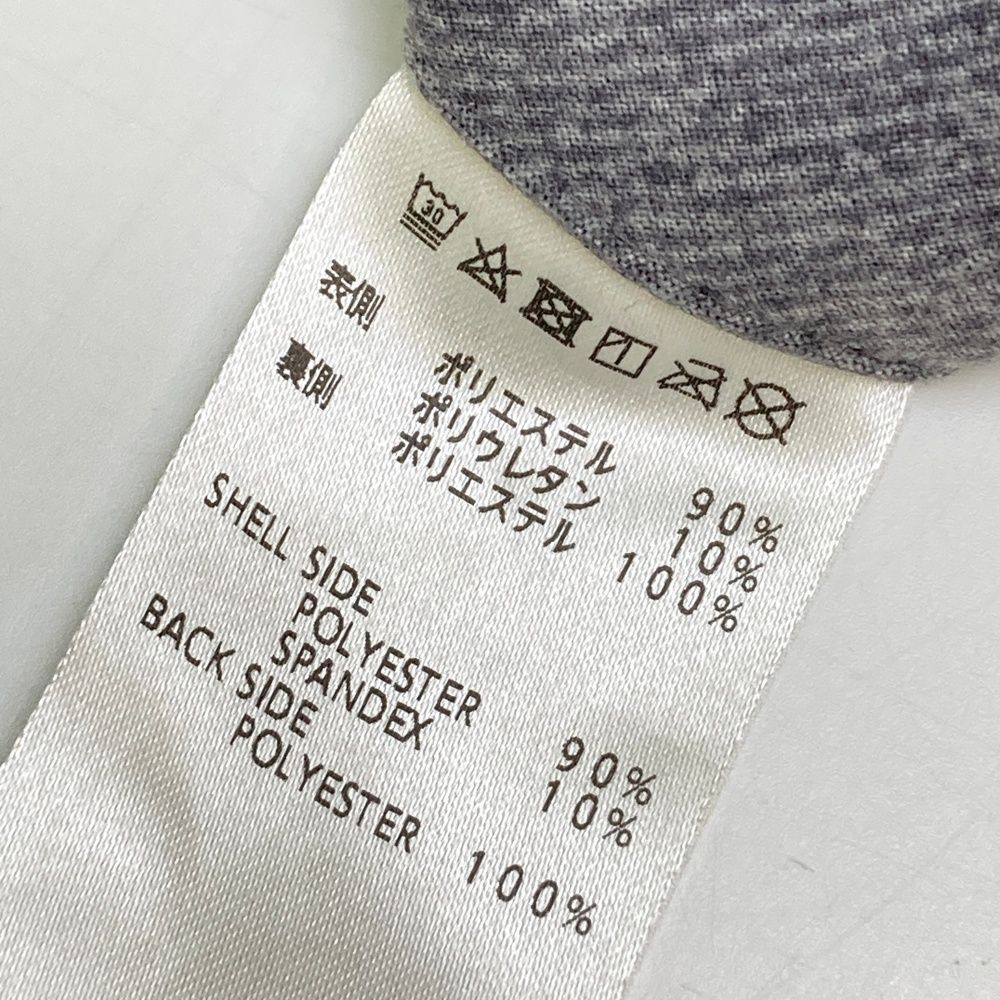 30
表側
ポリエステル 90%
ポリウレタン 10%
裏側
ポリエステル 100%
SHELL SIDE
POLYESTER 90%
SPANDEX 10%
BACK SIDE
POLYESTER 100%